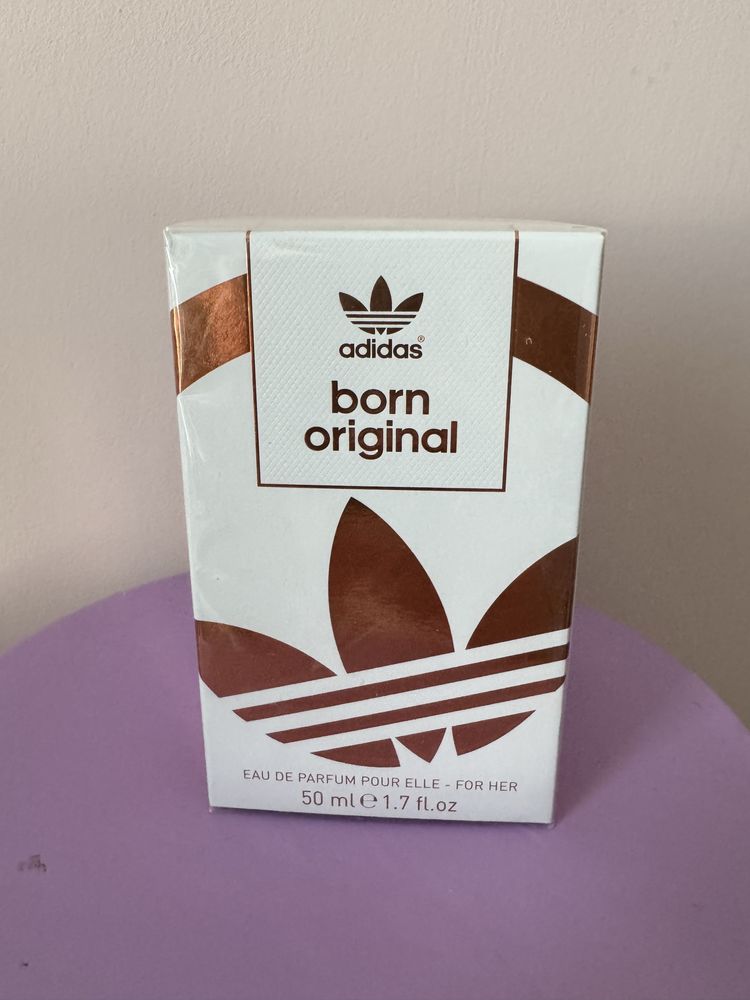 adidas®
born
original
EAU DE PARFUM POUR ELLE - FOR HER
50 ml ℮ 1.7 fl.oz